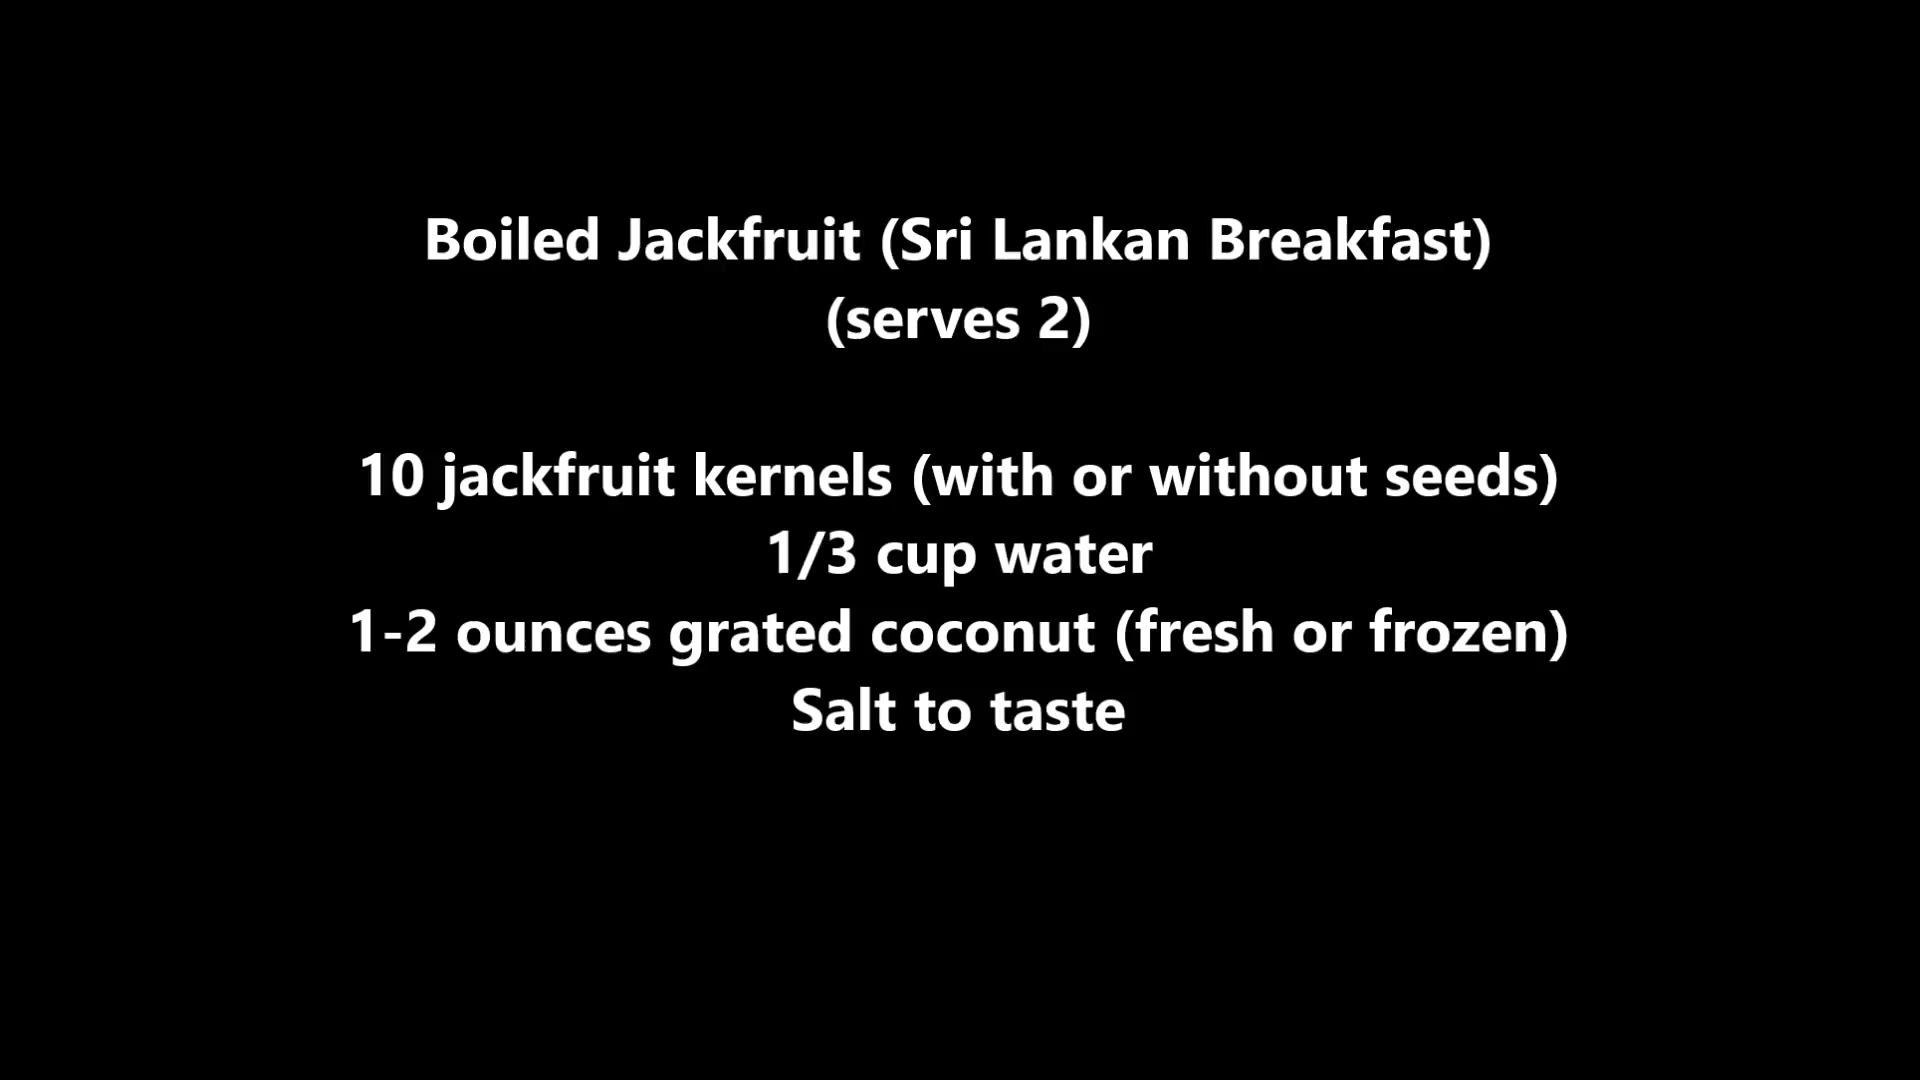 Boiled Jackfruit (Sri Lankan Breakfast)
(serves 2)
10 jackfruit kernels (with or without seeds)
1/3 cup water
1-2 ounces grated coconut (fresh or frozen)
Salt to taste